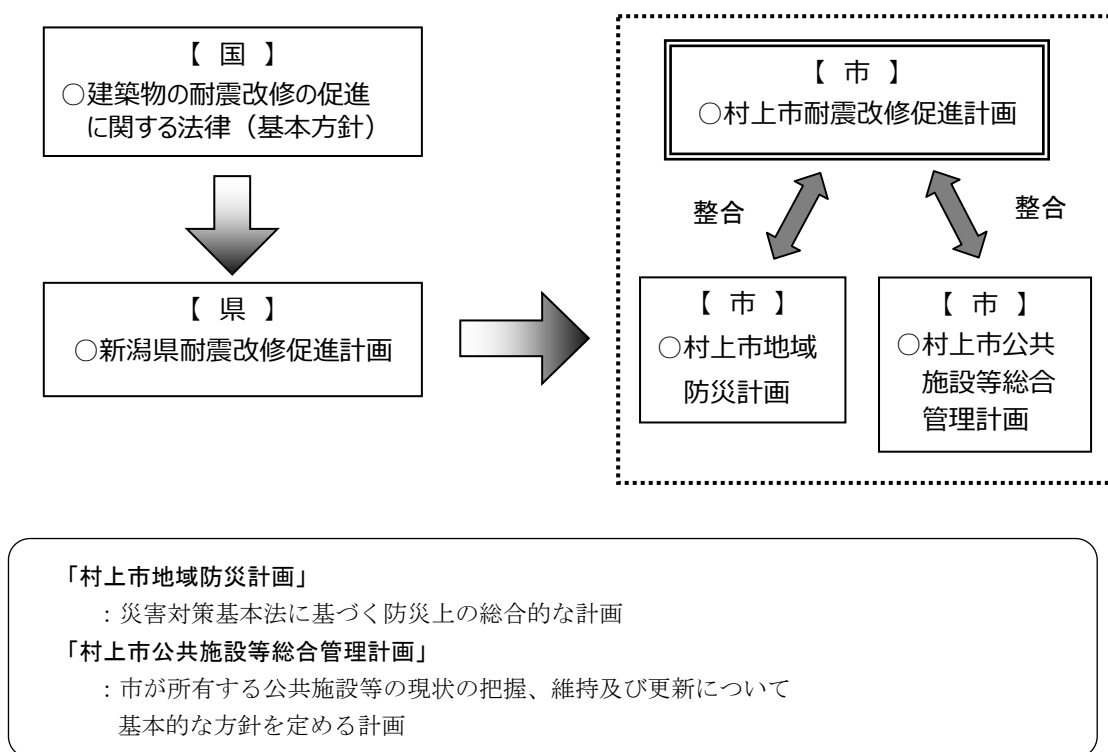 【 国 】
○建築物の耐震改修の促進
に関する法律（基本方針）
【 県 】
○新潟県耐震改修促進計画
【 市 】
○村上市耐震改修促進計画
整合
整合
【 市 】
○村上市地域
防災計画
【 市 】
○村上市公共
施設等総合
管理計画
「村上市地域防災計画」
：災害対策基本法に基づく防災上の総合的な計画
「村上市公共施設等総合管理計画」
：市が所有する公共施設等の現状の把握、維持及び更新について
基本的な方針を定める計画